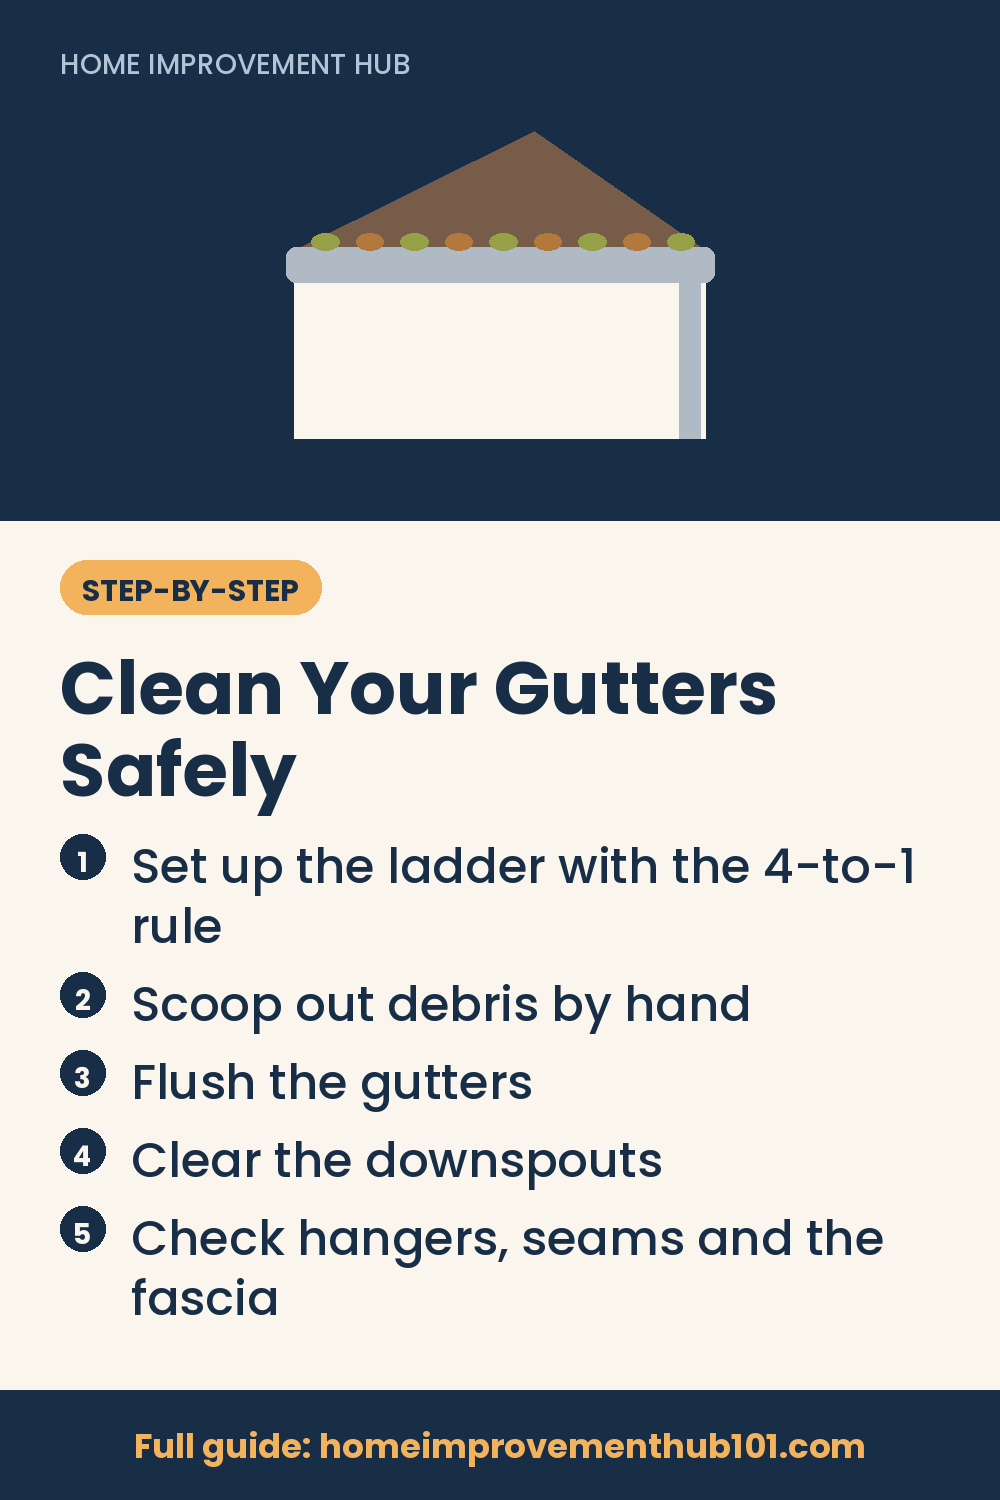 HOME IMPROVEMENT HUB
STEP-BY-STEP
Clean Your Gutters
Safely
1 Set up the ladder with the 4-to-1
rule
2 Scoop out debris by hand
3 Flush the gutters
4 Clear the downspouts
5 Check hangers, seams and the
fascia
Full guide: homeimprovementhub101.com